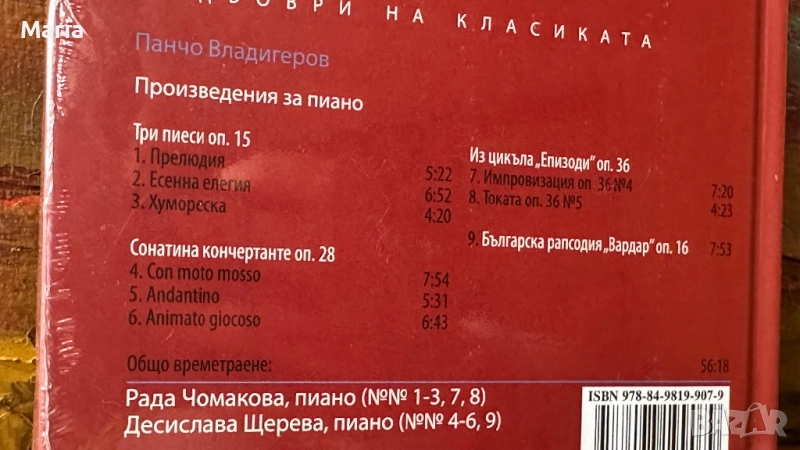 Maria
НА КЛАСИКАТА
Панчо Владигеров
Произведения за пиано
Три пиеси оп. 15
1. Прелюдия 5:22
2. Есенна елегия 6:52
3. Хумореска 4:20
Сонатина кончертанте оп. 28
4. Con moto mosso 7:54
5. Andantino 5:31
6. Animato giocoso 6:43
Из цикъла „Епизоди" оп. 36
7. Импровизация оп. 36 №4 7:20
8. Токата оп. 36 №5 4:23
9. Българска рапсодия „Вардар" оп. 16 7:53
Общо времетраене: 56:18
Рада Чомакова, пиано (№№ 1-3, 7, 8)
Десислава Щерева, пиано (№№ 4-6, 9)
ISBN 978-84-9819-907-9
BAZAR